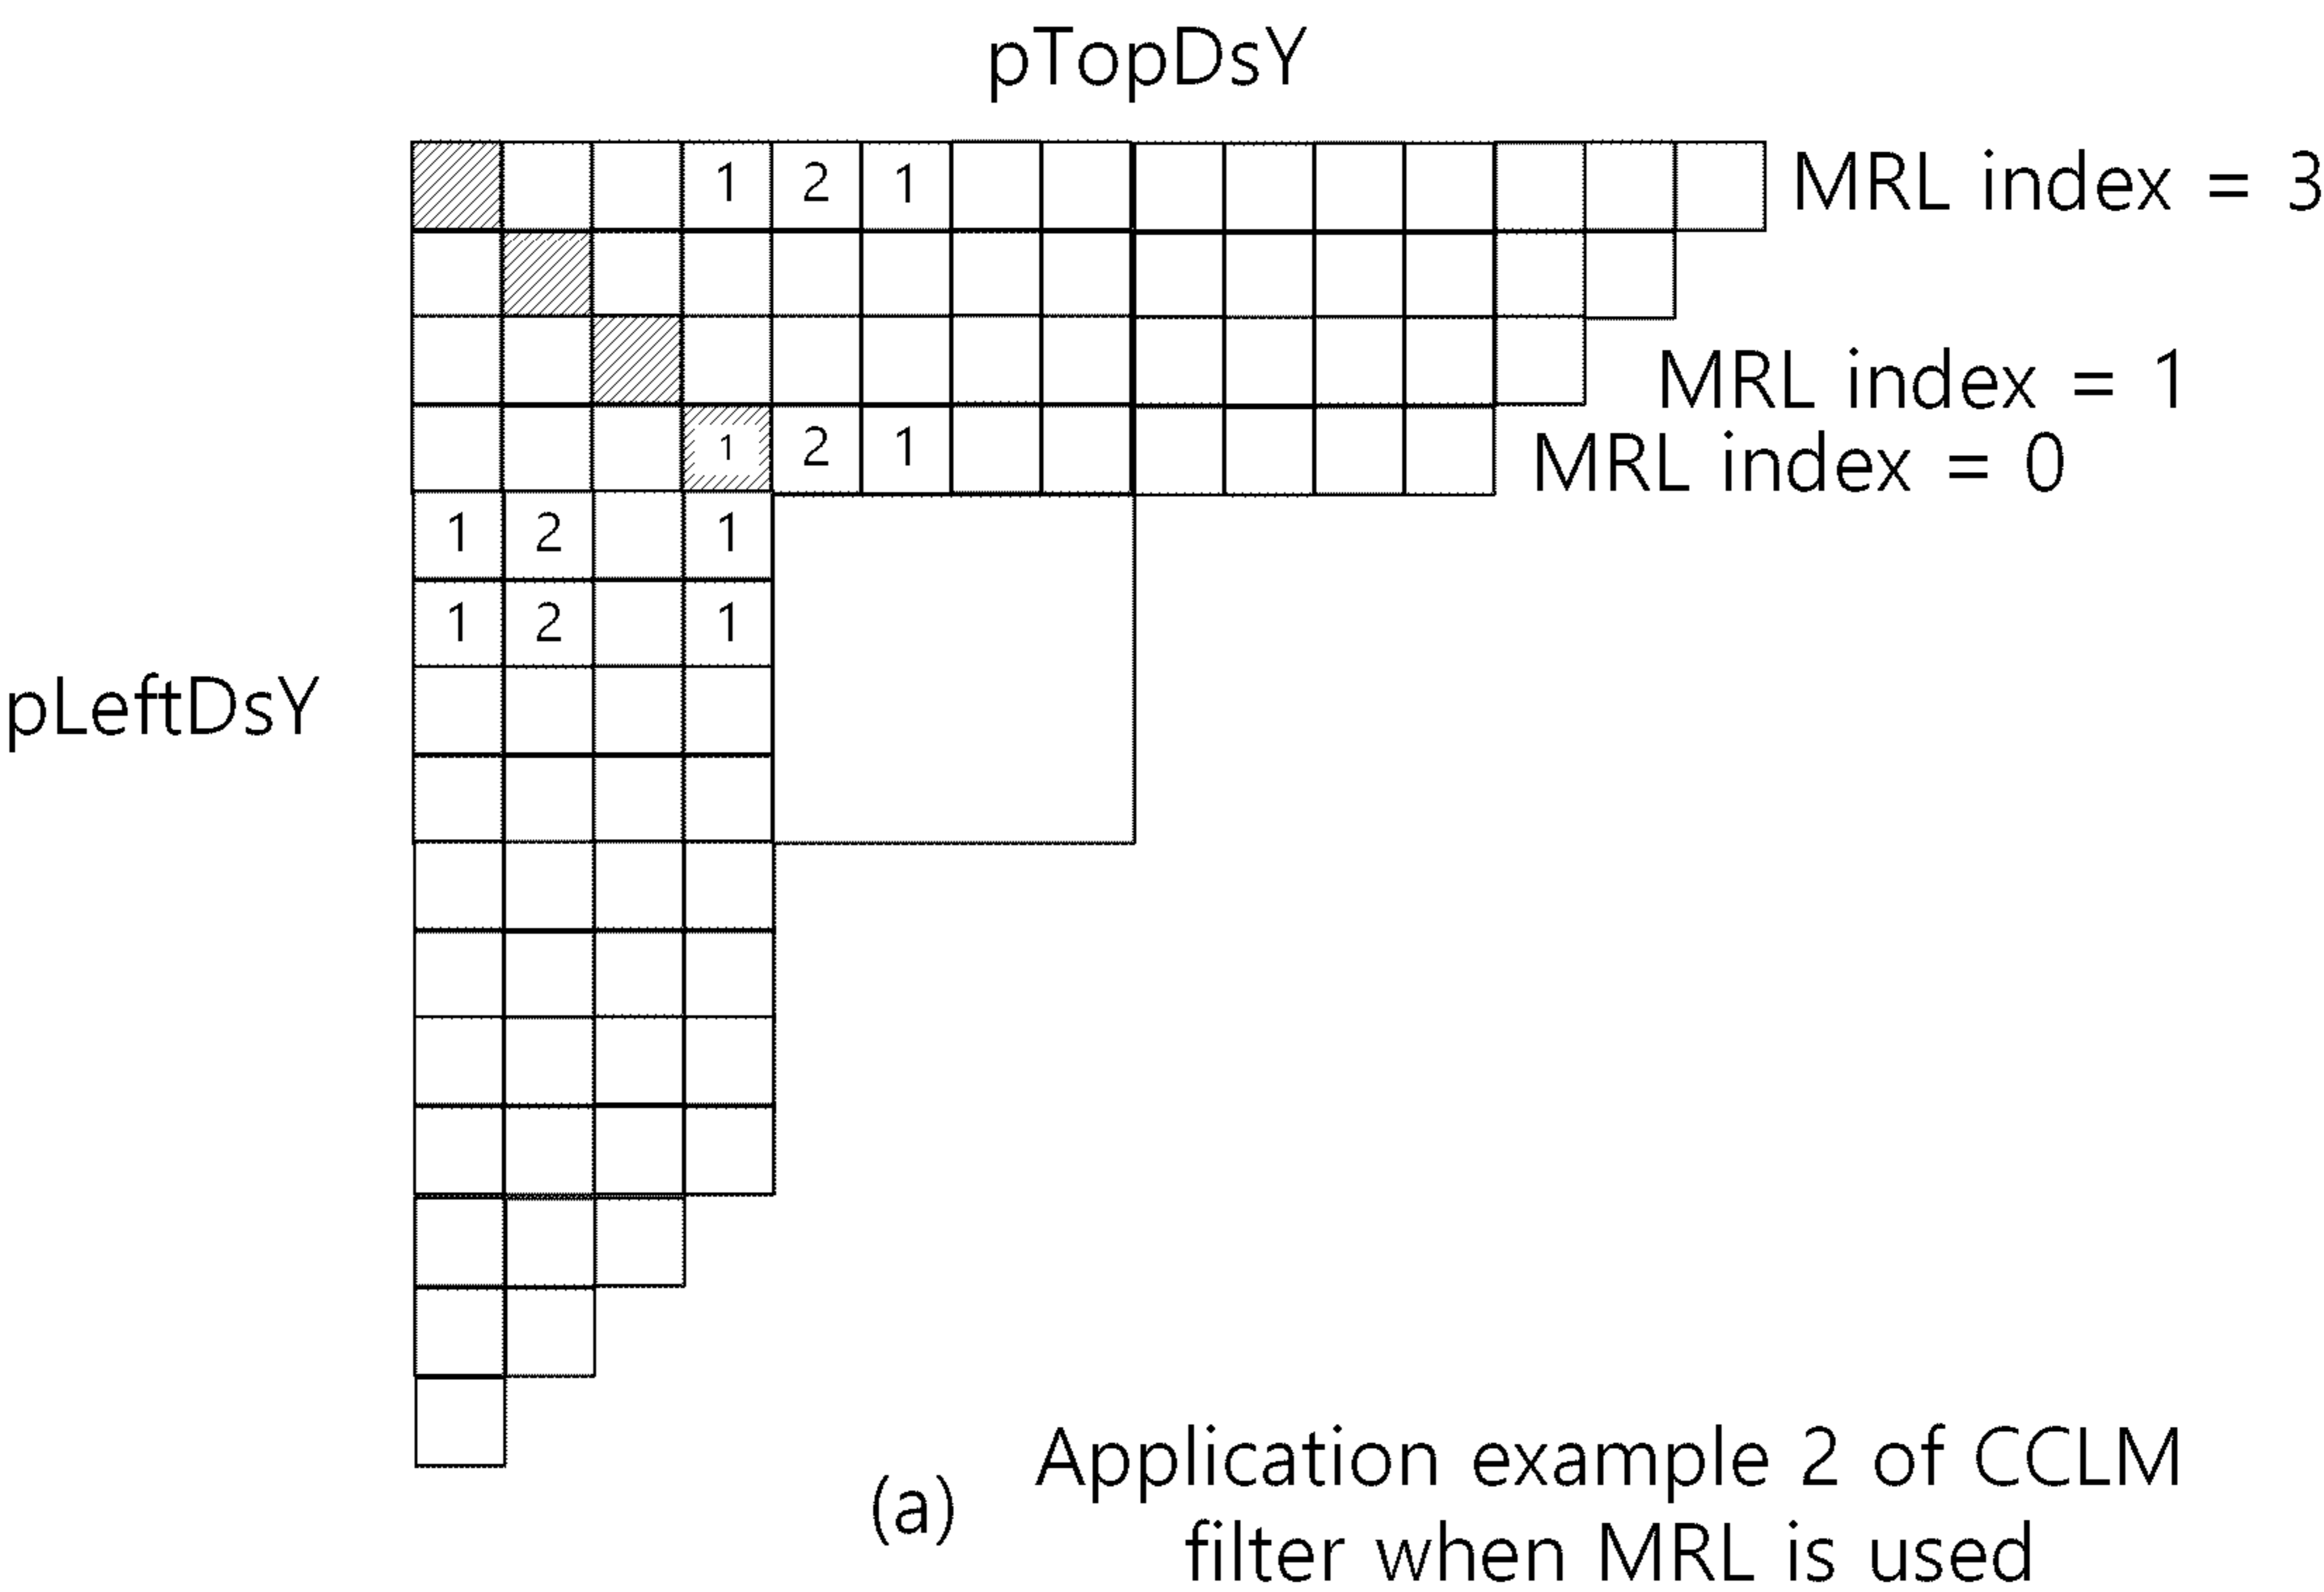 pTopDsY
1 2 1 MRL index = 3
MRL index = 1
1 2 1 MRL index = 0
1 2 1
1 2 1
pLeftDsY
(a) Application example 2 of CCLM
filter when MRL is used